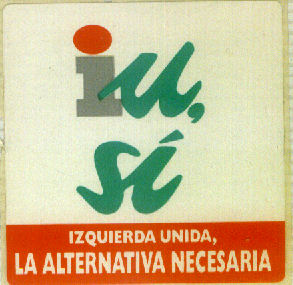 iu,
sí
IZQUIERDA UNIDA,
LA ALTERNATIVA NECESARIA